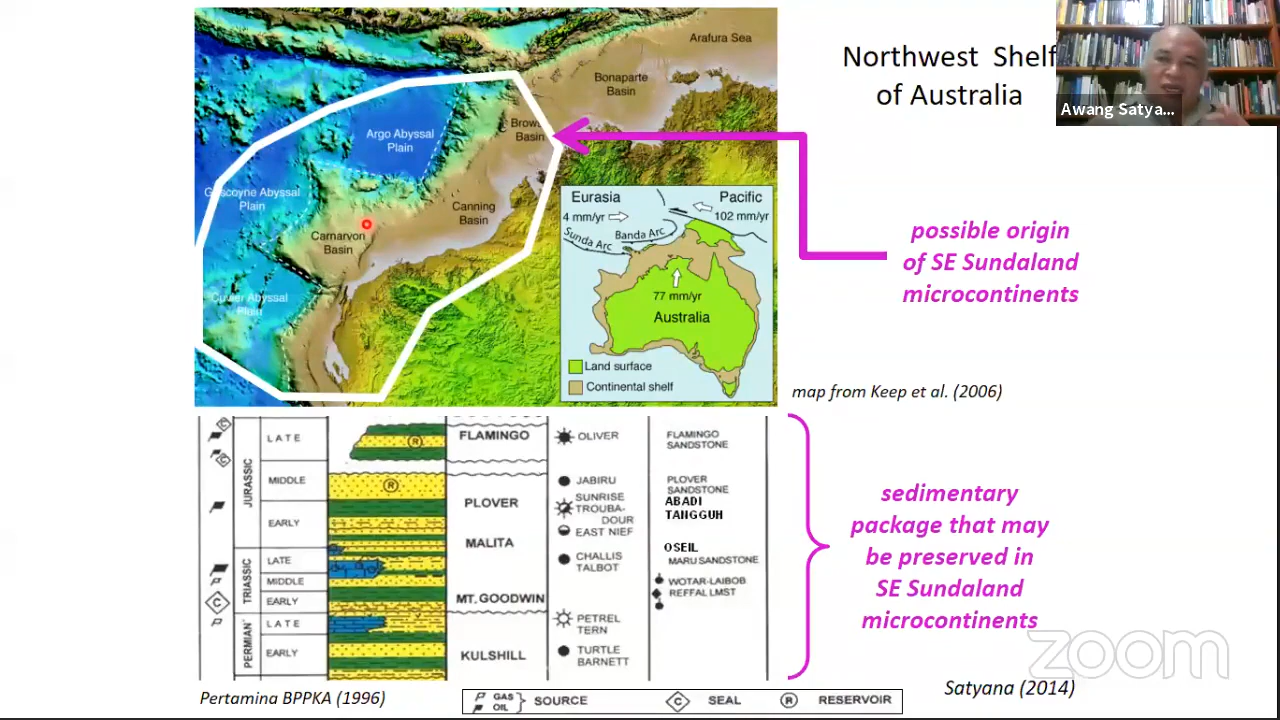 Northwest Shelf
of Australia
Awang Satya...
Arafura Sea
Bonaparte
Basin
Brows
Basin
Argo Abyssal
Plain
Gascoyne Abyssal
Plain
Canning
Basin
Carnarvon
Basin
Cuvier Abyssal
Plain
Eurasia
Pacific
4 mm/yr
102 mm/yr
Sunda Arc
Banda Arc
77 mm/yr
Australia
Land surface
Continental shelf
possible origin
of SE Sundaland
microcontinents
map from Keep et al. (2006)
JURASSIC
LATE
MIDDLE
EARLY
TRIASSIC
LATE
MIDDLE
EARLY
PERMIAN
LATE
EARLY
C
C
C
R
R
FLAMINGO
PLOVER
MALITA
MT. GOODWIN
KULSHILL
OLIVER
JABIRU
SUNRISE
TROUBA-
DOUR
EAST NIEF
CHALLIS
TALBOT
PETREL
TERN
TURTLE
BARNETT
FLAMINGO
SANDSTONE
PLOVER
SANDSTONE
ABADI
TANGGUH
OSEIL
MARU SANDSTONE
WOTAR-LAIBOB
REFFAL LMST
sedimentary
package that may
be preserved in
SE Sundaland
microcontinents
zoom
Satyana (2014)
Pertamina BPPKA (1996)
GAS
OIL
SOURCE
C SEAL
R RESERVOIR